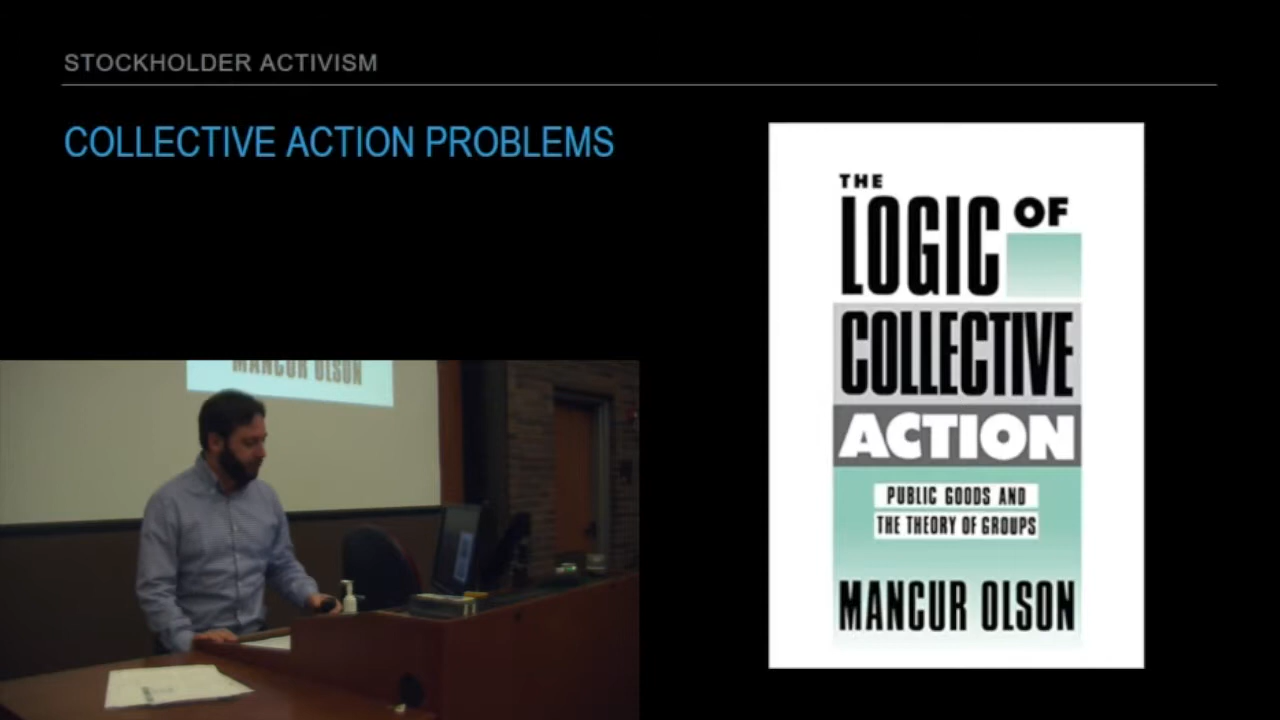 STOCKHOLDER ACTIVISM
COLLECTIVE ACTION PROBLEMS
THE
LOGIC OF
COLLECTIVE
ACTION
PUBLIC GOODS AND
THE THEORY OF GROUPS
MANCUR OLSON
MANCUR OLSON